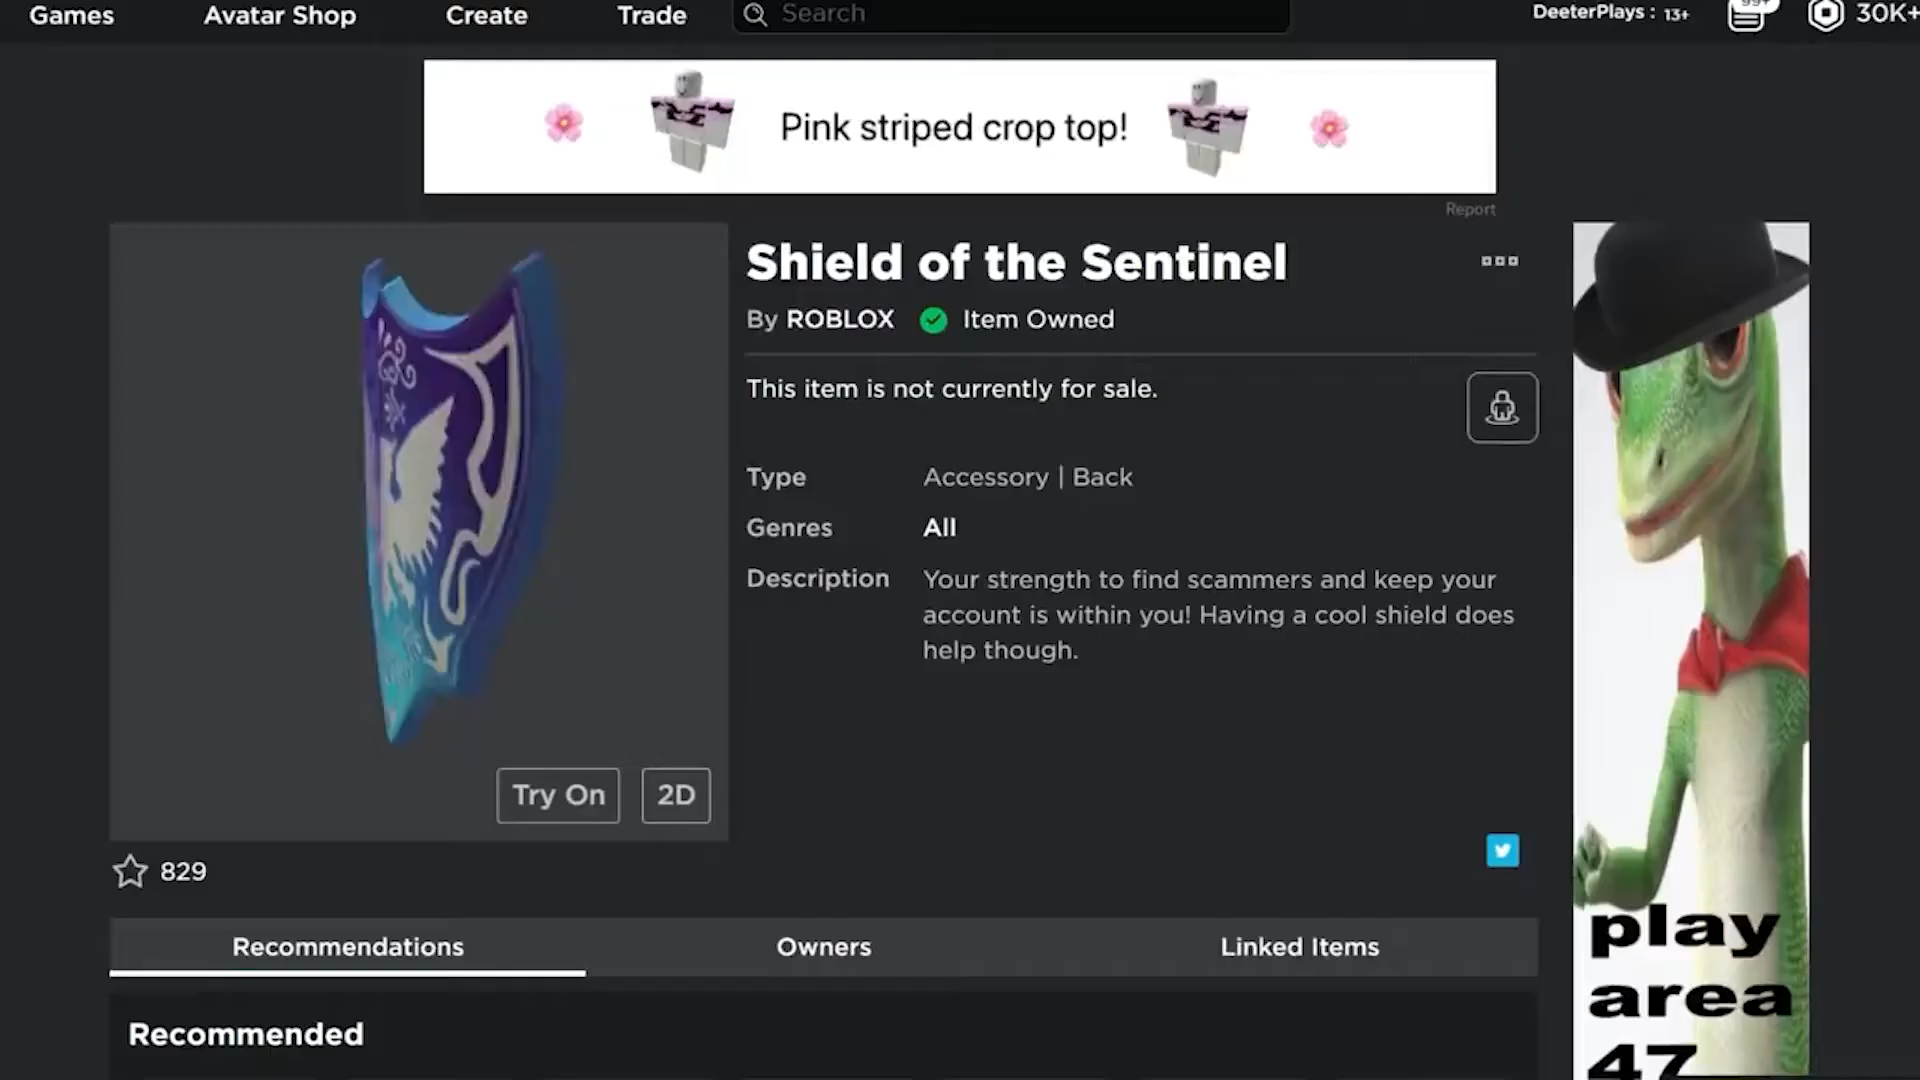 Games
Avatar Shop
Create
Trade
Search
DeeterPlays : 13+
99+
30K+
Pink striped crop top!
Report
Shield of the Sentinel
By ROBLOX
Item Owned
This item is not currently for sale.
Type
Accessory | Back
Genres
All
Description
Your strength to find scammers and keep your
account is within you! Having a cool shield does
help though.
Try On
2D
829
Recommendations
Owners
Linked Items
Recommended
play
area
47